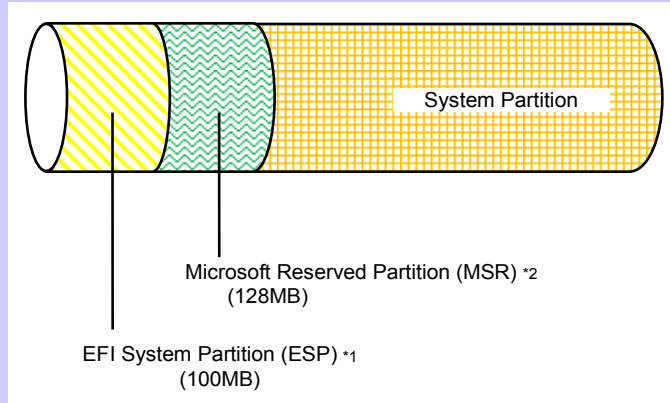 System Partition
Microsoft Reserved Partition (MSR) *2
(128MB)
EFI System Partition (ESP) *1
(100MB)